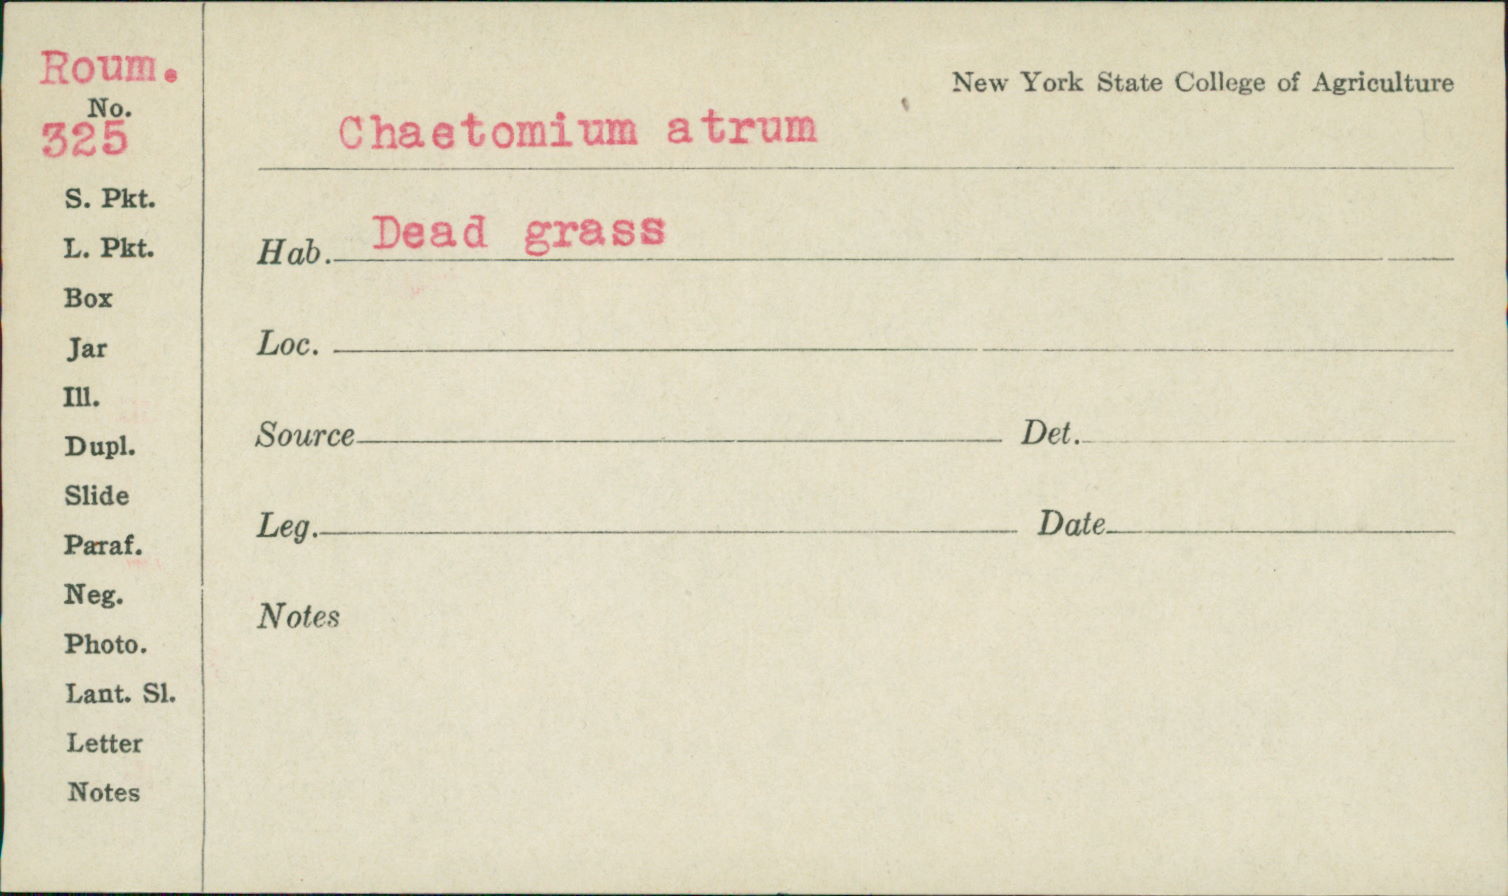 Roum.
No.
325
S. Pkt.
L. Pkt.
Box
Jar
Ill.
Dupl.
Slide
Paraf.
Neg.
Photo.
Lant. Sl.
Letter
Notes
New York State College of Agriculture
Chaetomium atrum
Hab. Dead grass
Loc.
Source Det.
Leg. Date
Notes